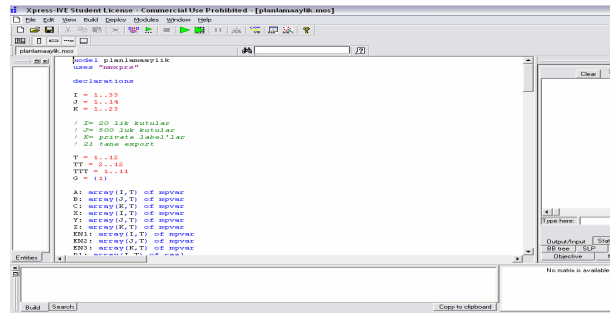 Xpress-IVE Student License - Commercial Use Prohibited - [planlamaaylik.mos]
File Edit View Build Deploy Modules Window Help
planlamaaylik.mos
model planlamaaylik
uses "mmxprs"
declarations
I = 1..33
J = 1..14
K = 1..23
! I= 20 lik kutular
! J= 500 luk kutular
! K= private label'lar
! 21 tane export
T = 1..12
TT = 2..12
TTT = 1..11
G = {1}
A: array(I,T) of mpvar
B: array(J,T) of mpvar
C: array(K,T) of mpvar
X: array(I,T) of mpvar
Y: array(J,T) of mpvar
Z: array(K,T) of mpvar
EN1: array(I,T) of mpvar
EN2: array(J,T) of mpvar
EN3: array(K,T) of mpvar
Clear
Type here:
Output/Input Stat
BB tree SLP
Objective
Entities
No matrix is available
Build Search
Copy to clipboard